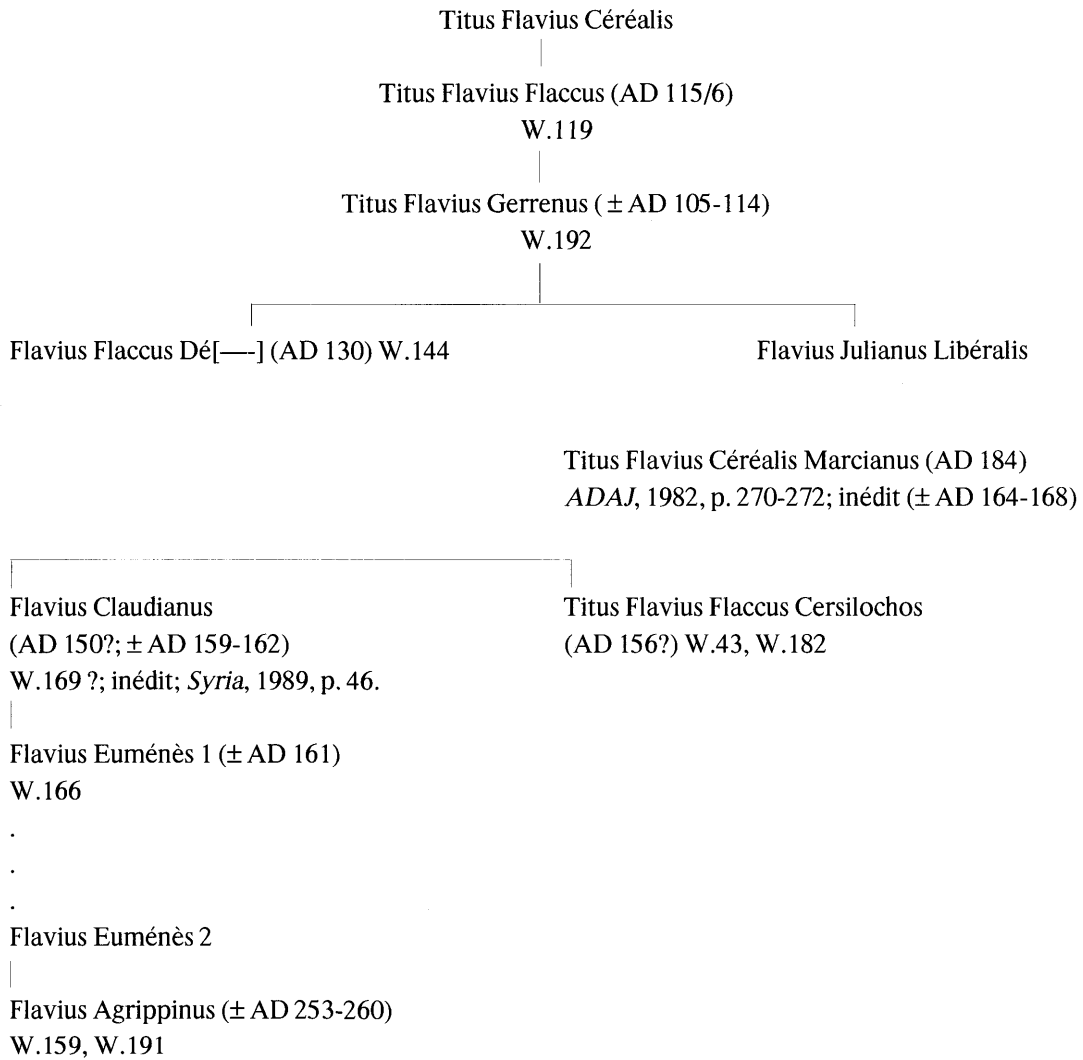 Titus Flavius Céréalis
Titus Flavius Flaccus (AD 115/6)
W.119
Titus Flavius Gerrenus (± AD 105-114)
W.192
Flavius Flaccus Dé[—-] (AD 130) W.144
Flavius Julianus Libéralis
Titus Flavius Céréalis Marcianus (AD 184)
ADAJ, 1982, p. 270-272; inédit (± AD 164-168)
Flavius Claudianus
(AD 150?; ± AD 159-162)
W.169 ?; inédit; Syria, 1989, p. 46.
Titus Flavius Flaccus Cersilochos
(AD 156?) W.43, W.182
Flavius Euménès 1 (± AD 161)
W.166
.
.
.
Flavius Euménès 2
Flavius Agrippinus (± AD 253-260)
W.159, W.191